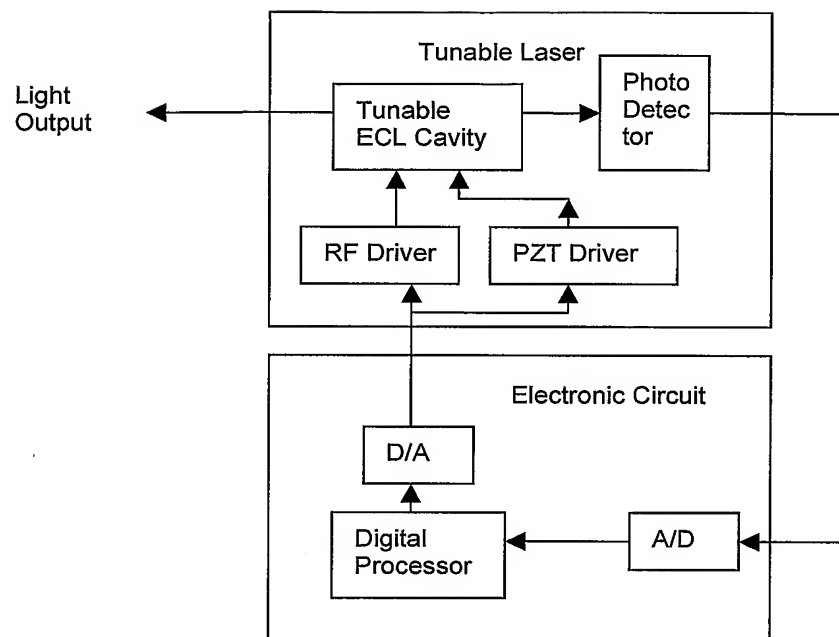 Tunable Laser
Light
Output
Tunable
ECL Cavity
Photo
Detec
tor
RF Driver
PZT Driver
Electronic Circuit
D/A
Digital
Processor
A/D